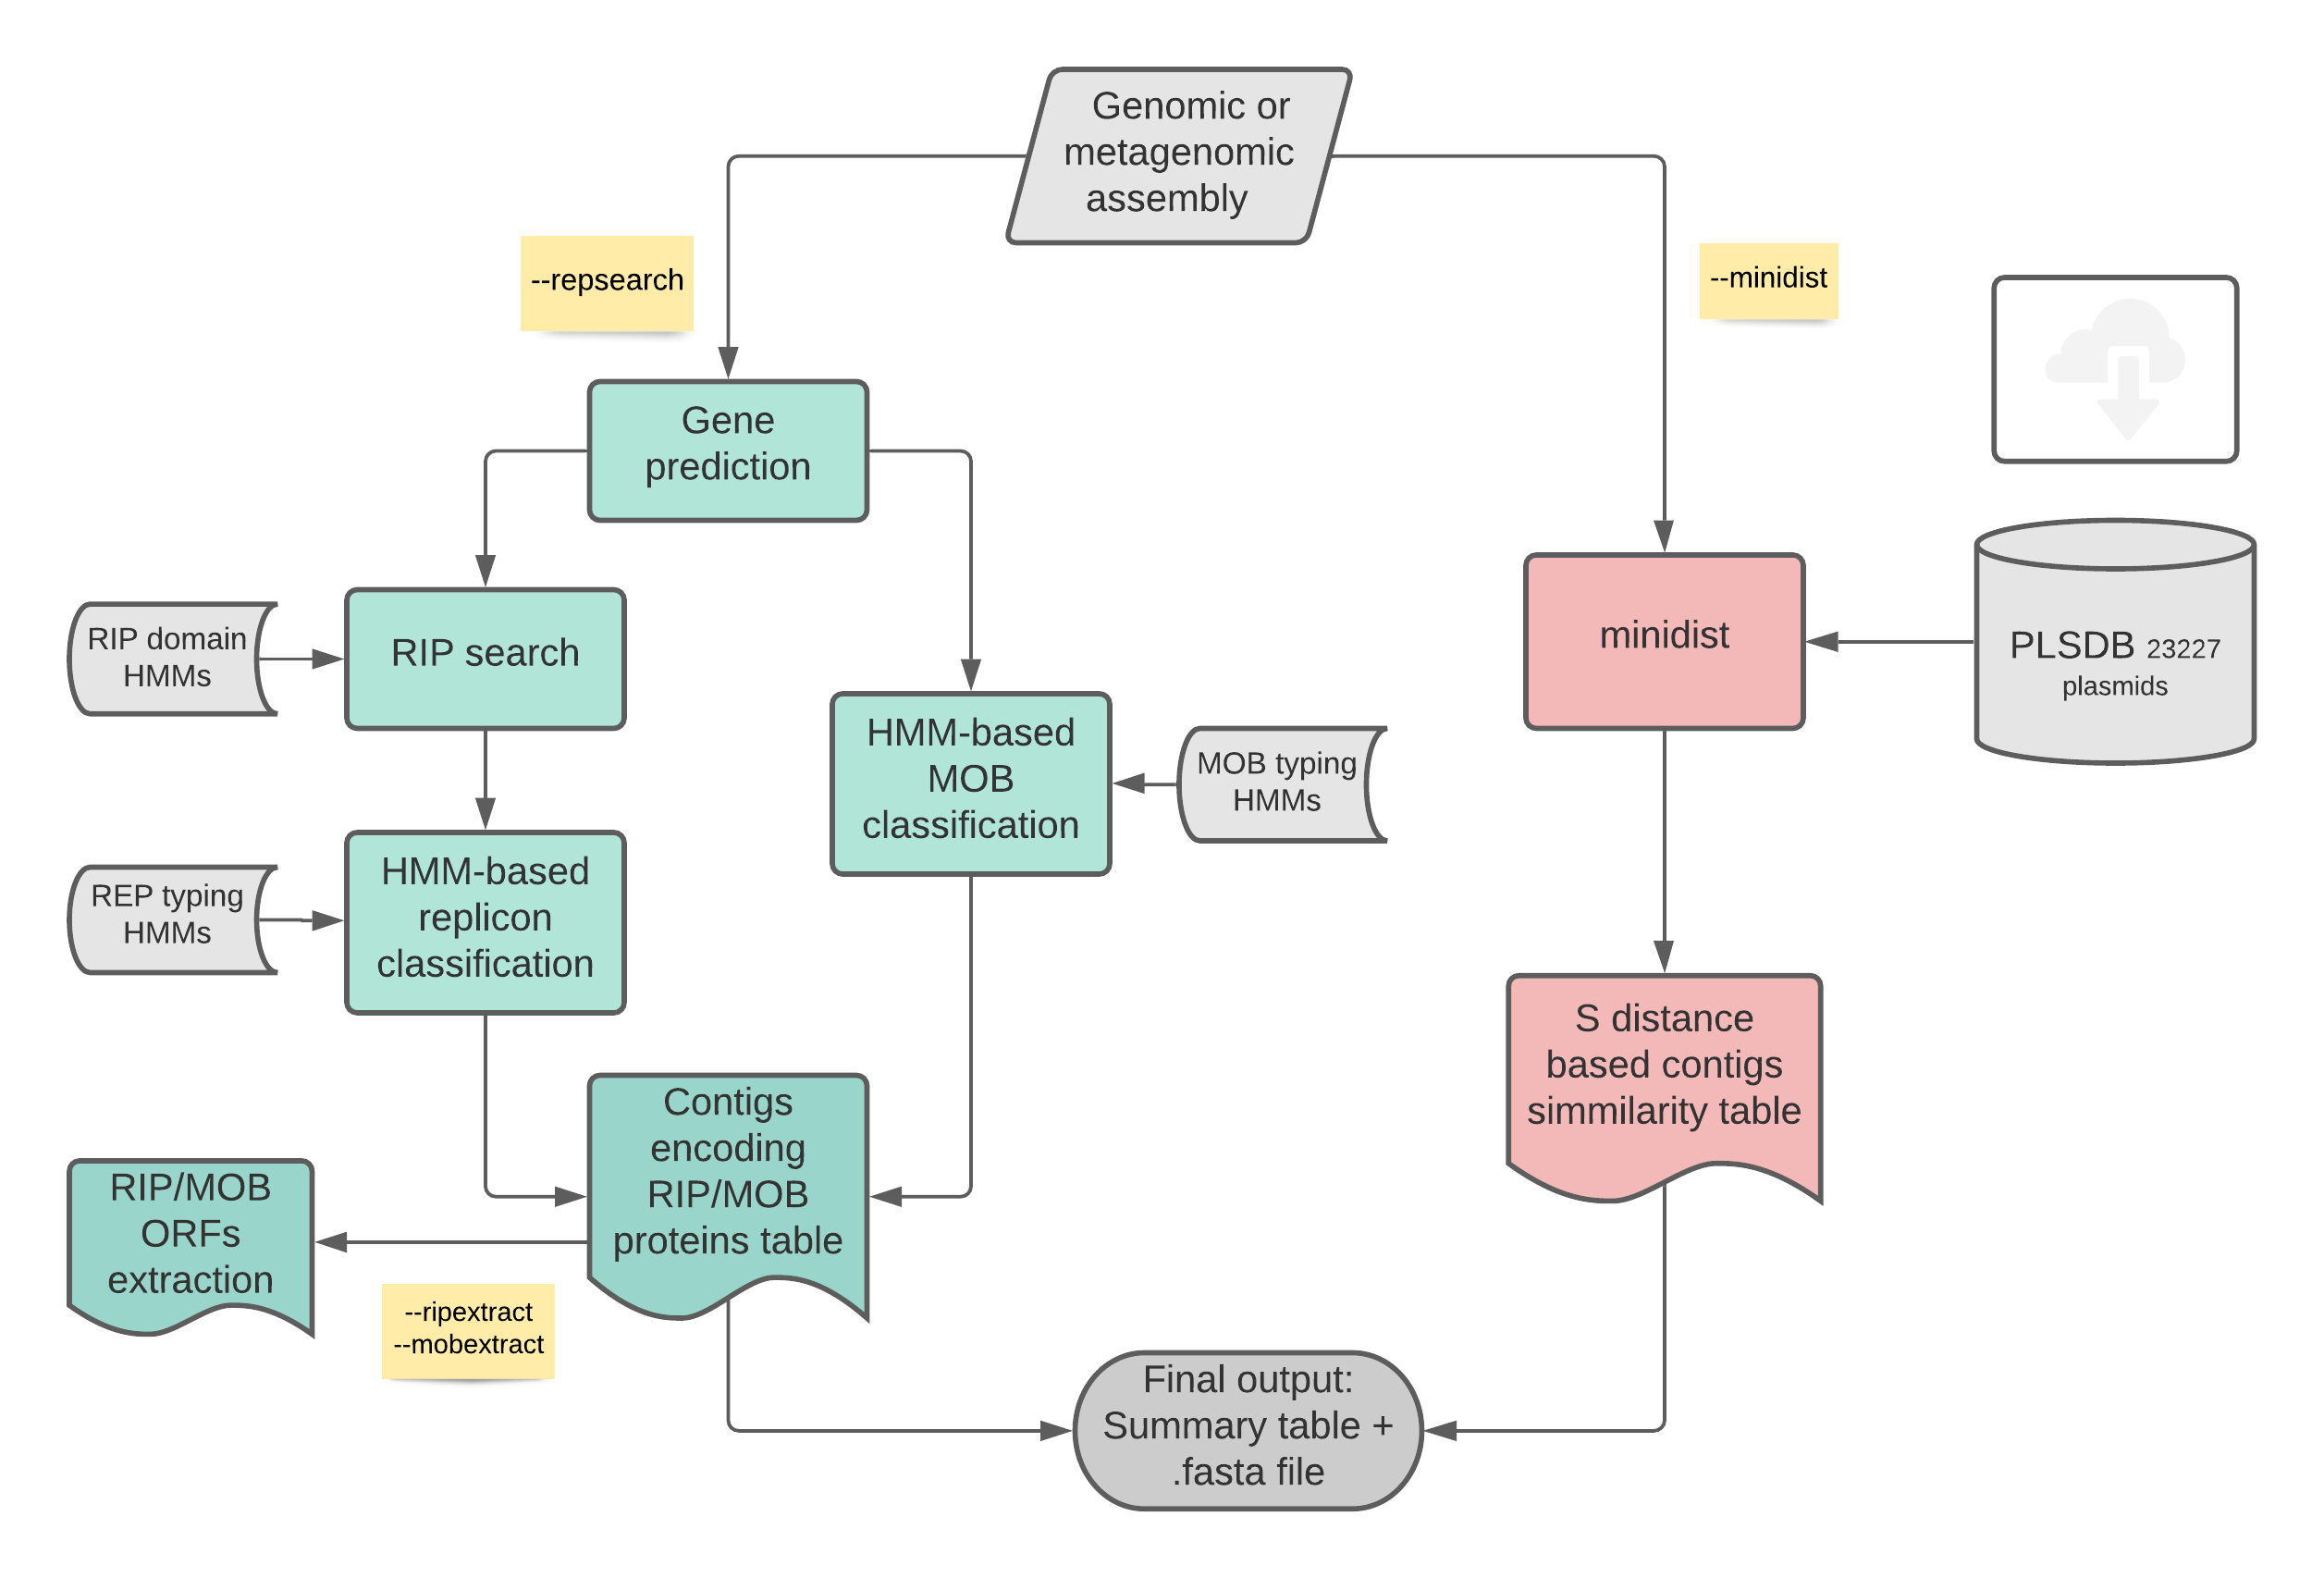 Genomic or
metagenomic
assembly
--repsearch
--minidist
Gene
prediction
RIP domain
HMMs
RIP search
minidist
PLSDB 23227
plasmids
HMM-based
MOB
classification
MOB typing
HMMs
REP typing
HMMs
HMM-based
replicon
classification
S distance
based contigs
simmilarity table
Contigs
encoding
RIP/MOB
proteins table
RIP/MOB
ORFs
extraction
--ripextract
--mobextract
Final output:
Summary table +
.fasta file